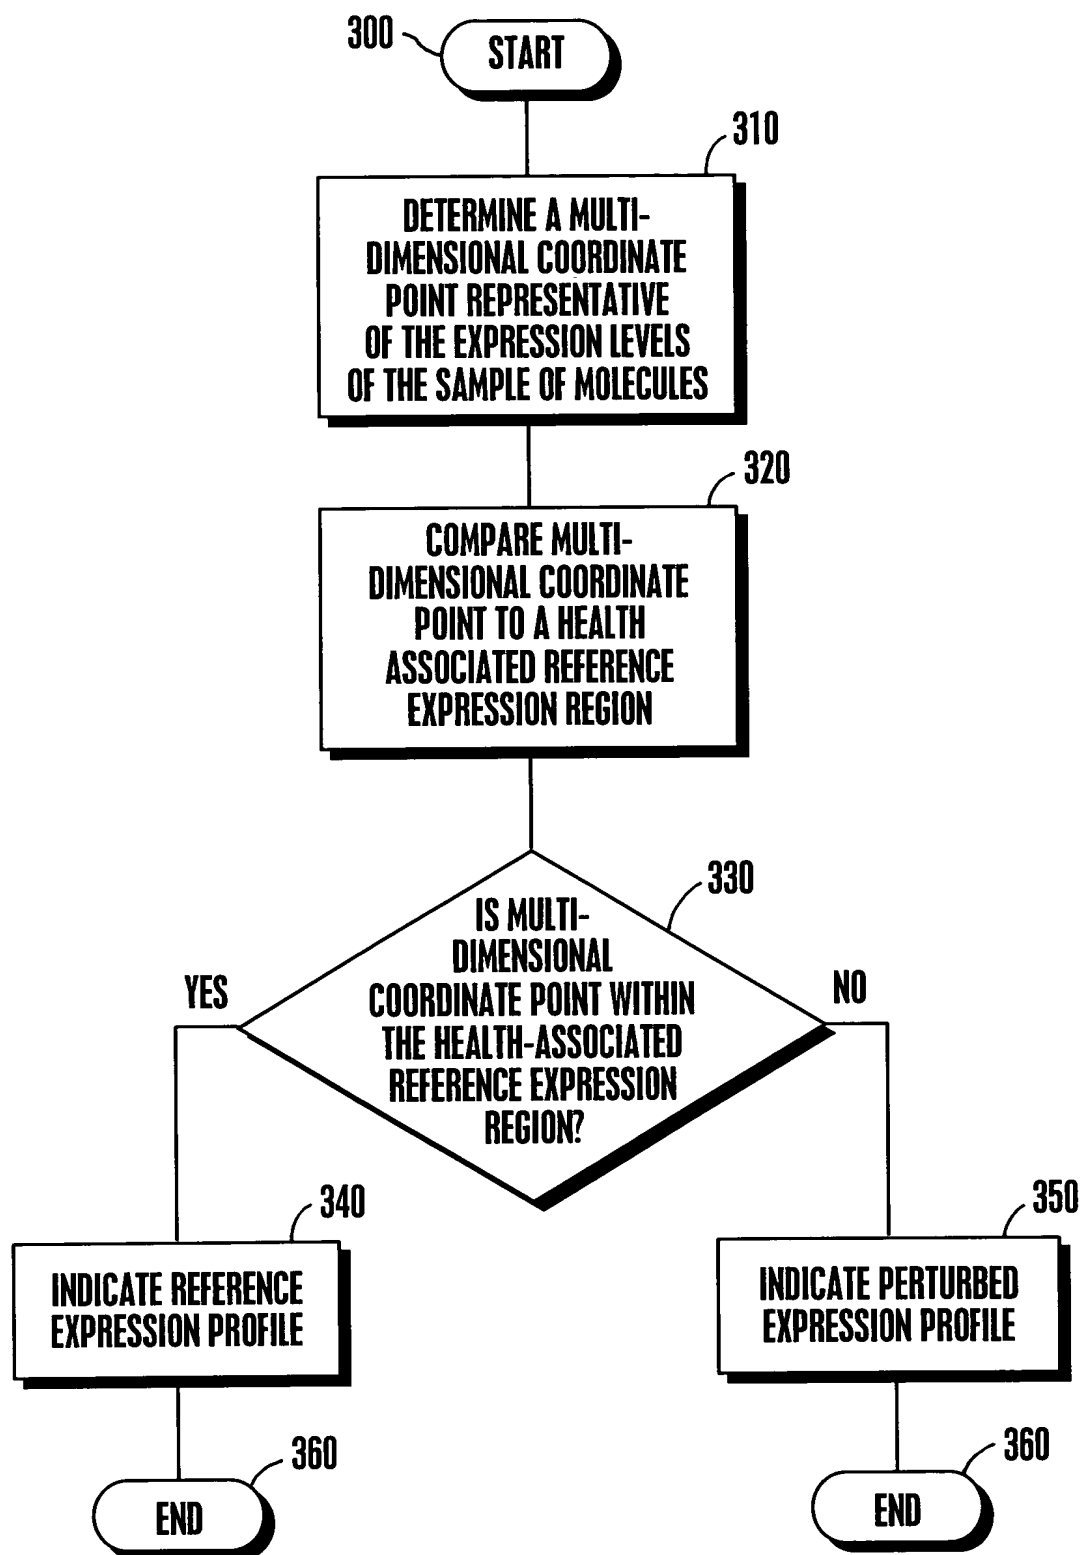 300
START
310
DETERMINE A MULTI-
DIMENSIONAL COORDINATE
POINT REPRESENTATIVE
OF THE EXPRESSION LEVELS
OF THE SAMPLE OF MOLECULES
320
COMPARE MULTI-
DIMENSIONAL COORDINATE
POINT TO A HEALTH
ASSOCIATED REFERENCE
EXPRESSION REGION
330
IS MULTI-
DIMENSIONAL
COORDINATE POINT WITHIN
THE HEALTH-ASSOCIATED
REFERENCE EXPRESSION
REGION?
YES
NO
340
INDICATE REFERENCE
EXPRESSION PROFILE
350
INDICATE PERTURBED
EXPRESSION PROFILE
360
END
360
END